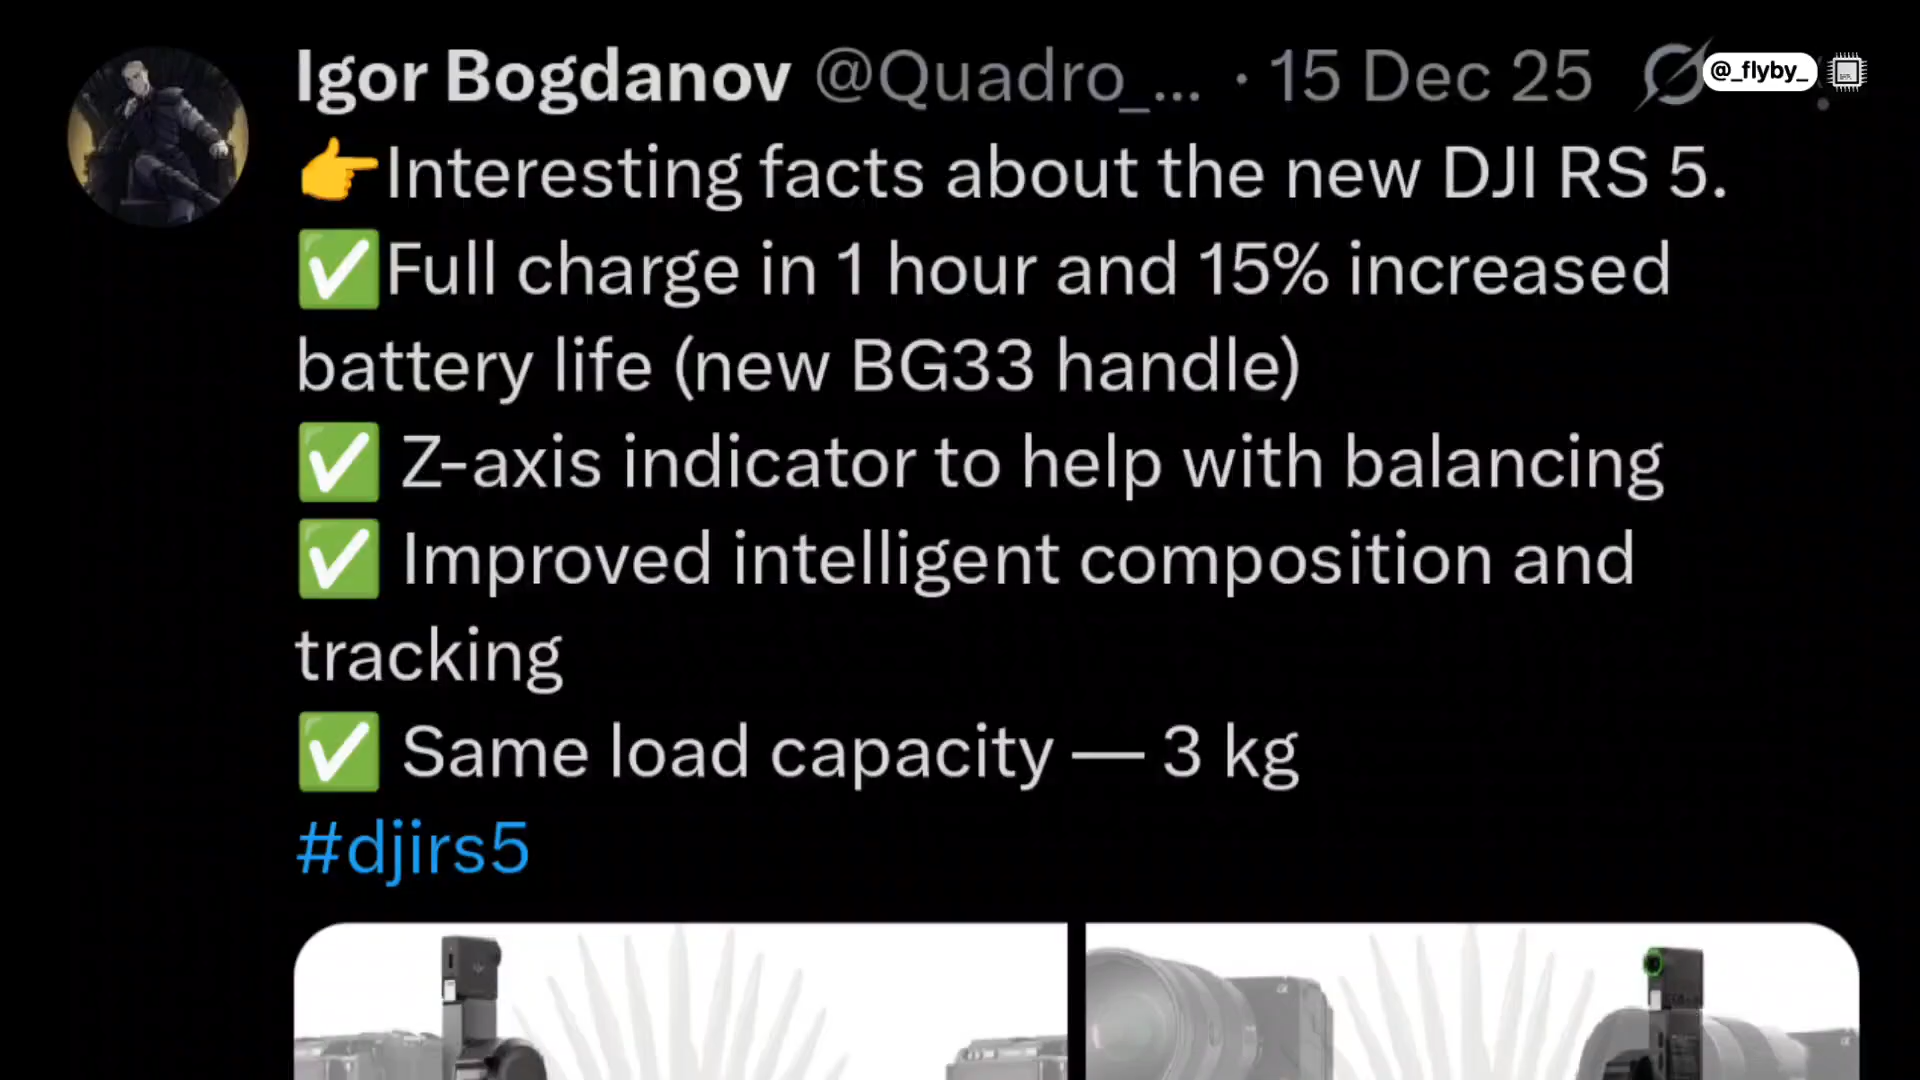 Igor Bogdanov @Quadro_... · 15 Dec 25
@_flyby_
👉Interesting facts about the new DJI RS 5.
✅Full charge in 1 hour and 15% increased
battery life (new BG33 handle)
✅ Z-axis indicator to help with balancing
✅ Improved intelligent composition and
tracking
✅ Same load capacity — 3 kg
#djirs5